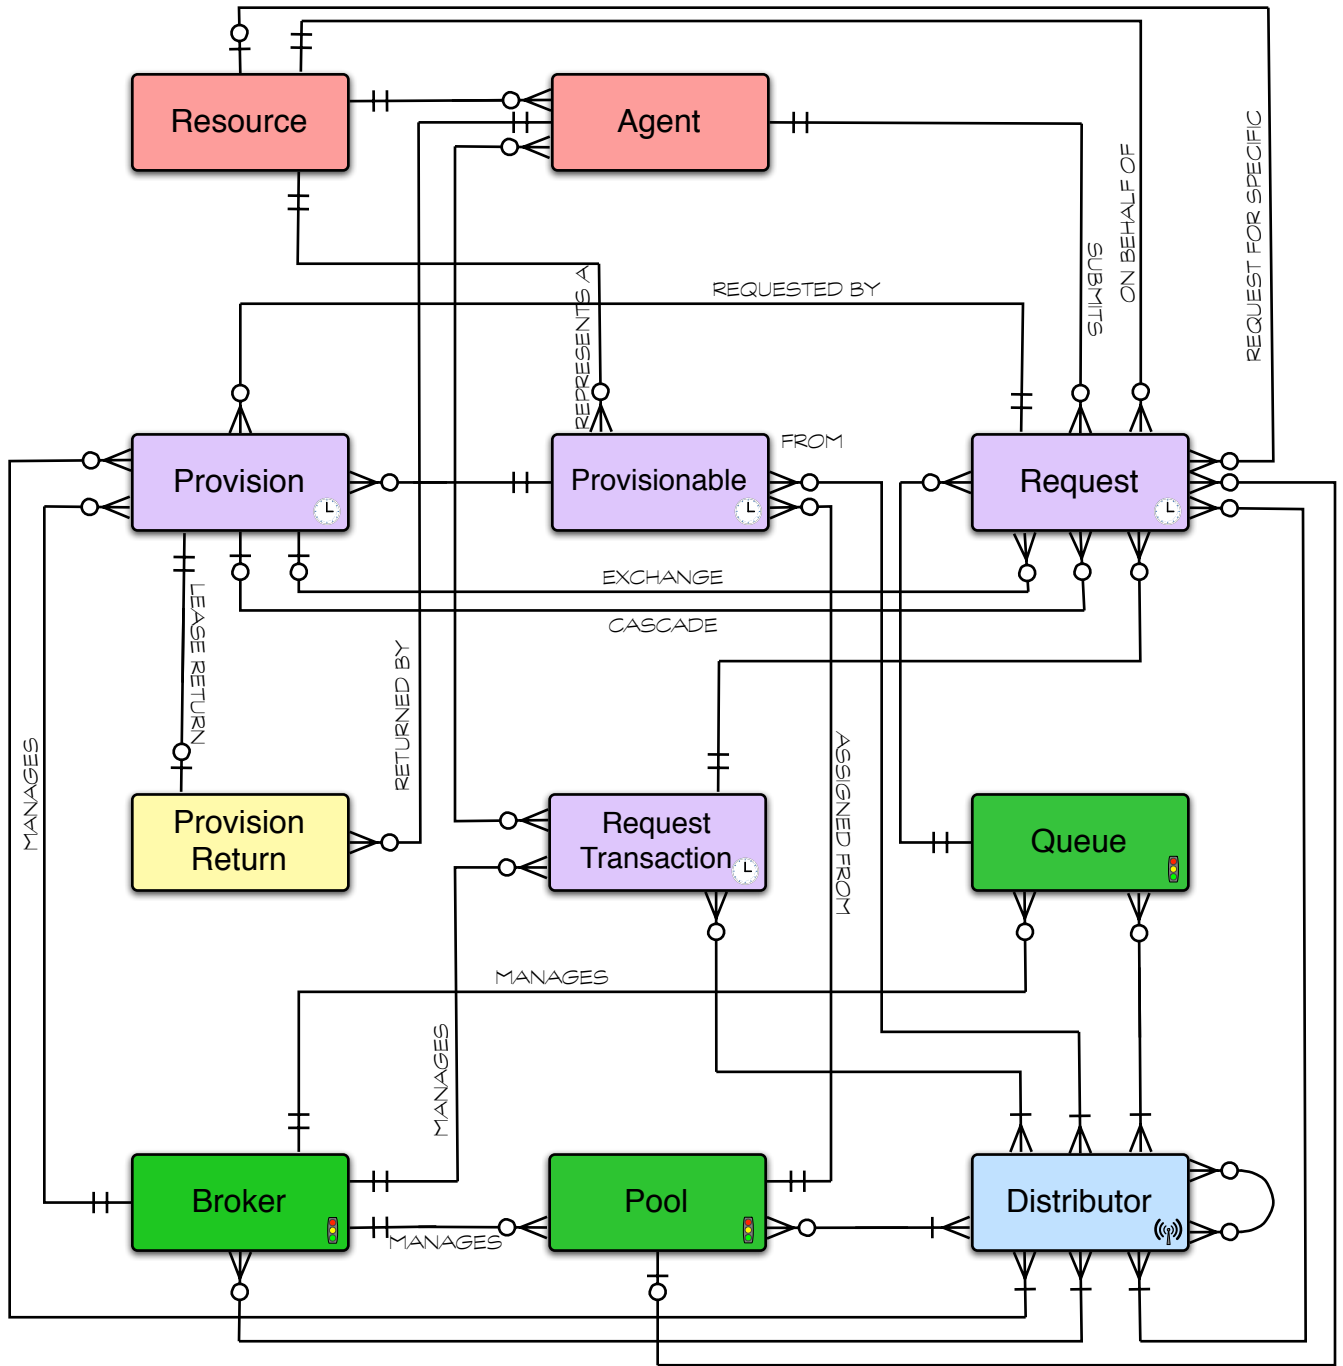 REQUEST FOR SPECIFIC
ON BEHALF OF
Resource
Agent
SUBMITS
REPRESENTS A
REQUESTED BY
FROM
Provision
Provisionable
Request
EXCHANGE
CASCADE
LEASE RETURN
RETURNED BY
MANAGES
ASSIGNED FROM
Provision
Return
Request
Transaction
Queue
MANAGES
MANAGES
Broker
Pool
Distributor
MANAGES